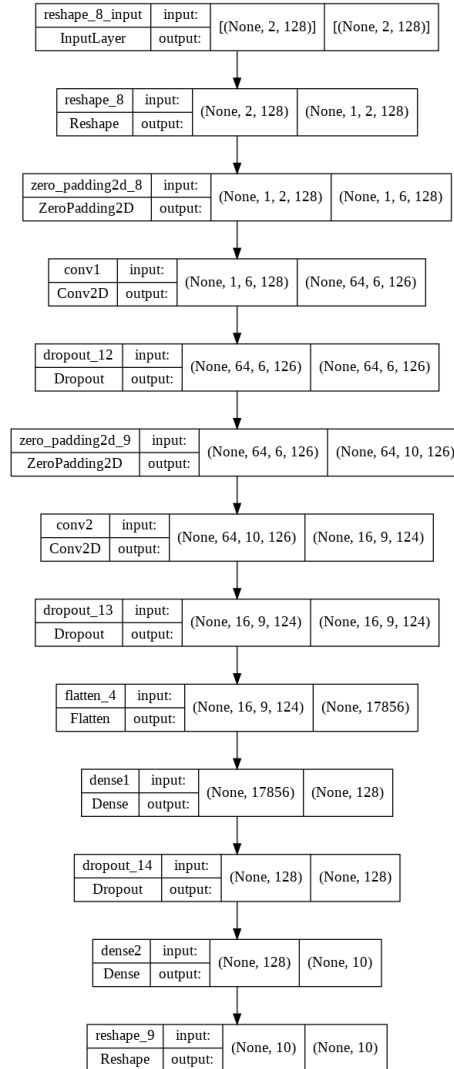 reshape_8_input input: [(None, 2, 128)] [(None, 2, 128)]
InputLayer output:
reshape_8 input: (None, 2, 128) (None, 1, 2, 128)
Reshape output:
zero_padding2d_8 input: (None, 1, 2, 128) (None, 1, 6, 128)
ZeroPadding2D output:
conv1 input: (None, 1, 6, 128) (None, 64, 6, 126)
Conv2D output:
dropout_12 input: (None, 64, 6, 126) (None, 64, 6, 126)
Dropout output:
zero_padding2d_9 input: (None, 64, 6, 126) (None, 64, 10, 126)
ZeroPadding2D output:
conv2 input: (None, 64, 10, 126) (None, 16, 9, 124)
Conv2D output:
dropout_13 input: (None, 16, 9, 124) (None, 16, 9, 124)
Dropout output:
flatten_4 input: (None, 16, 9, 124) (None, 17856)
Flatten output:
dense1 input: (None, 17856) (None, 128)
Dense output:
dropout_14 input: (None, 128) (None, 128)
Dropout output:
dense2 input: (None, 128) (None, 10)
Dense output:
reshape_9 input: (None, 10) (None, 10)
Reshape output: